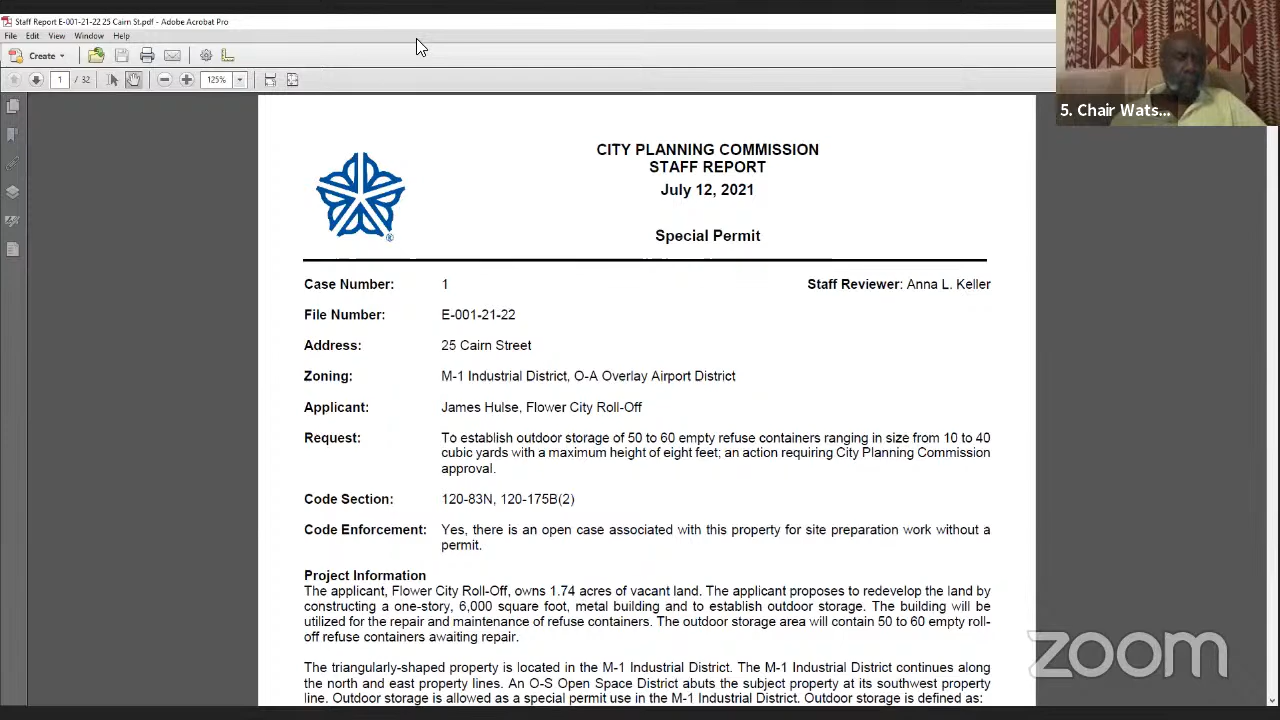 Staff Report E-001-21-22 25 Cairn St.pdf - Adobe Acrobat Pro
File Edit View Window Help
Create
1 / 32 125%
5. Chair Wats...
CITY PLANNING COMMISSION
STAFF REPORT
July 12, 2021
Special Permit
Case Number: 1 Staff Reviewer: Anna L. Keller
File Number: E-001-21-22
Address: 25 Cairn Street
Zoning: M-1 Industrial District, O-A Overlay Airport District
Applicant: James Hulse, Flower City Roll-Off
Request: To establish outdoor storage of 50 to 60 empty refuse containers ranging in size from 10 to 40
cubic yards with a maximum height of eight feet; an action requiring City Planning Commission
approval.
Code Section: 120-83N, 120-175B(2)
Code Enforcement: Yes, there is an open case associated with this property for site preparation work without a
permit.
Project Information
The applicant, Flower City Roll-Off, owns 1.74 acres of vacant land. The applicant proposes to redevelop the land by
constructing a one-story, 6,000 square foot, metal building and to establish outdoor storage. The building will be
utilized for the repair and maintenance of refuse containers. The outdoor storage area will contain 50 to 60 empty roll-
off refuse containers awaiting repair.
The triangularly-shaped property is located in the M-1 Industrial District. The M-1 Industrial District continues along
the north and east property lines. An O-S Open Space District abuts the subject property at its southwest property
line. Outdoor storage is allowed as a special permit use in the M-1 Industrial District. Outdoor storage is defined as:
zoom